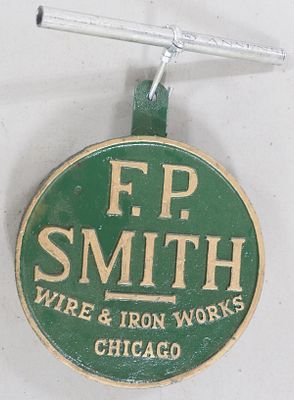 F.P.
SMITH
WIRE & IRON WORKS
CHICAGO